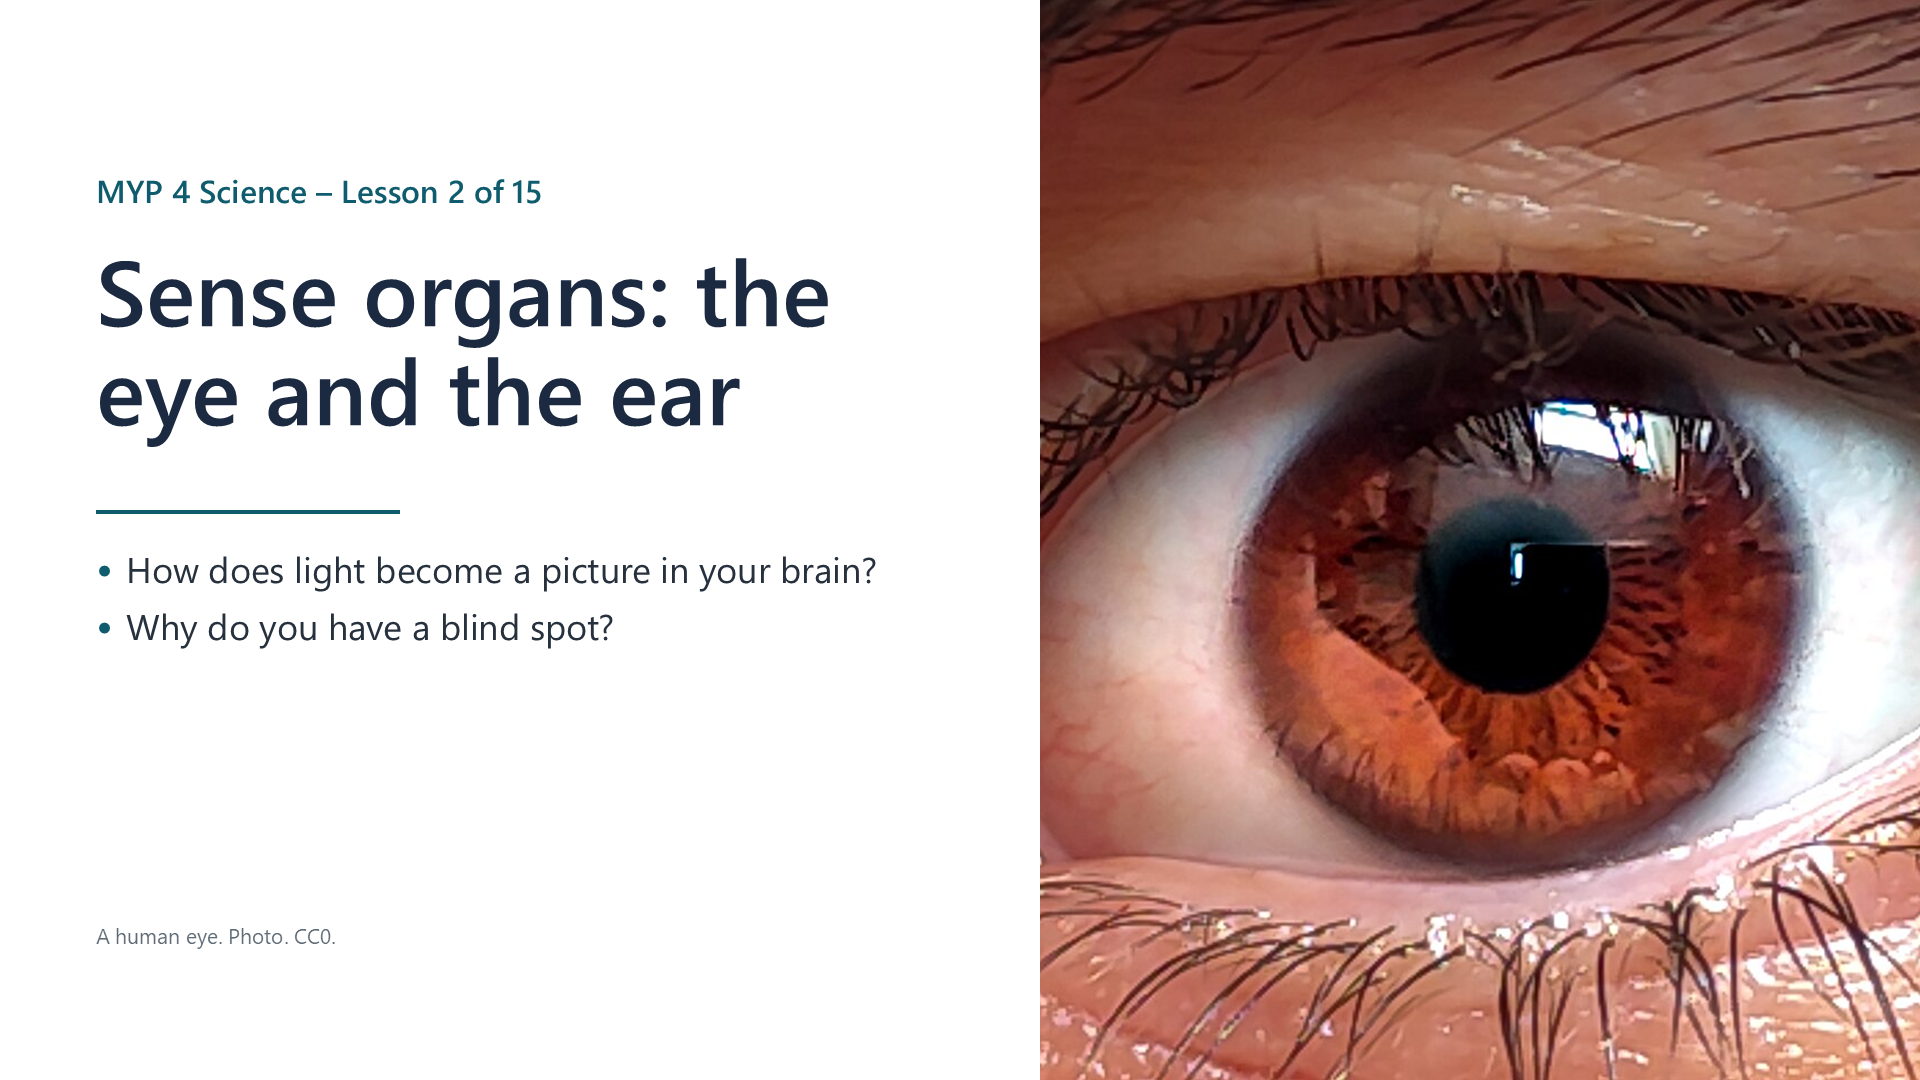 MYP 4 Science – Lesson 2 of 15
Sense organs: the
eye and the ear
• How does light become a picture in your brain?
• Why do you have a blind spot?
A human eye. Photo. CC0.